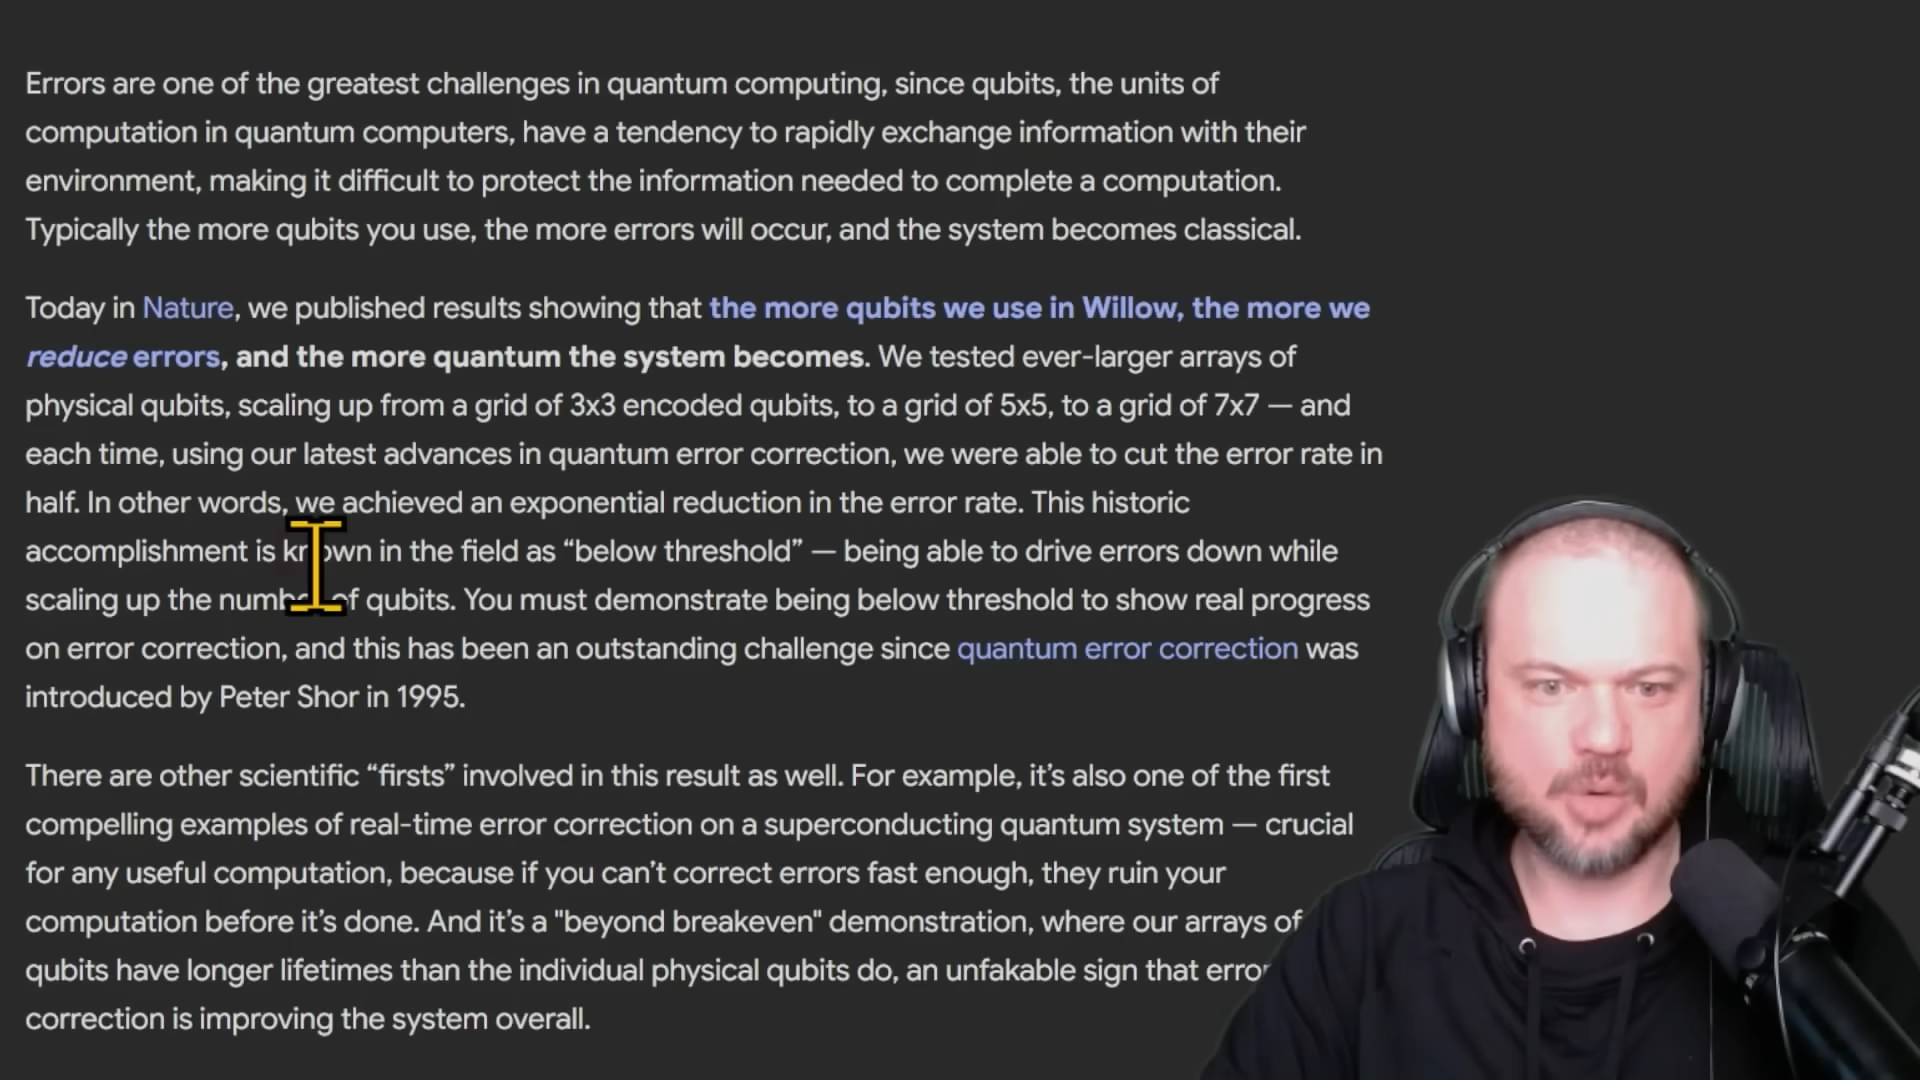 Errors are one of the greatest challenges in quantum computing, since qubits, the units of
computation in quantum computers, have a tendency to rapidly exchange information with their
environment, making it difficult to protect the information needed to complete a computation.
Typically the more qubits you use, the more errors will occur, and the system becomes classical.
Today in Nature, we published results showing that the more qubits we use in Willow, the more we
reduce errors, and the more quantum the system becomes. We tested ever-larger arrays of
physical qubits, scaling up from a grid of 3x3 encoded qubits, to a grid of 5x5, to a grid of 7x7 — and
each time, using our latest advances in quantum error correction, we were able to cut the error rate in
half. In other words, we achieved an exponential reduction in the error rate. This historic
accomplishment is known in the field as “below threshold” — being able to drive errors down while
scaling up the number of qubits. You must demonstrate being below threshold to show real progress
on error correction, and this has been an outstanding challenge since quantum error correction was
introduced by Peter Shor in 1995.
There are other scientific “firsts” involved in this result as well. For example, it’s also one of the first
compelling examples of real-time error correction on a superconducting quantum system — crucial
for any useful computation, because if you can’t correct errors fast enough, they ruin your
computation before it’s done. And it’s a "beyond breakeven" demonstration, where our arrays of
qubits have longer lifetimes than the individual physical qubits do, an unfakable sign that error
correction is improving the system overall.